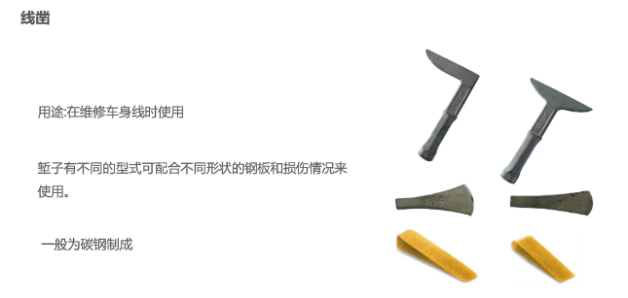 线凿
用途:在维修车身线时使用
錾子有不同的型式可配合不同形状的钢板和损伤情况来
使用。
一般为碳钢制成